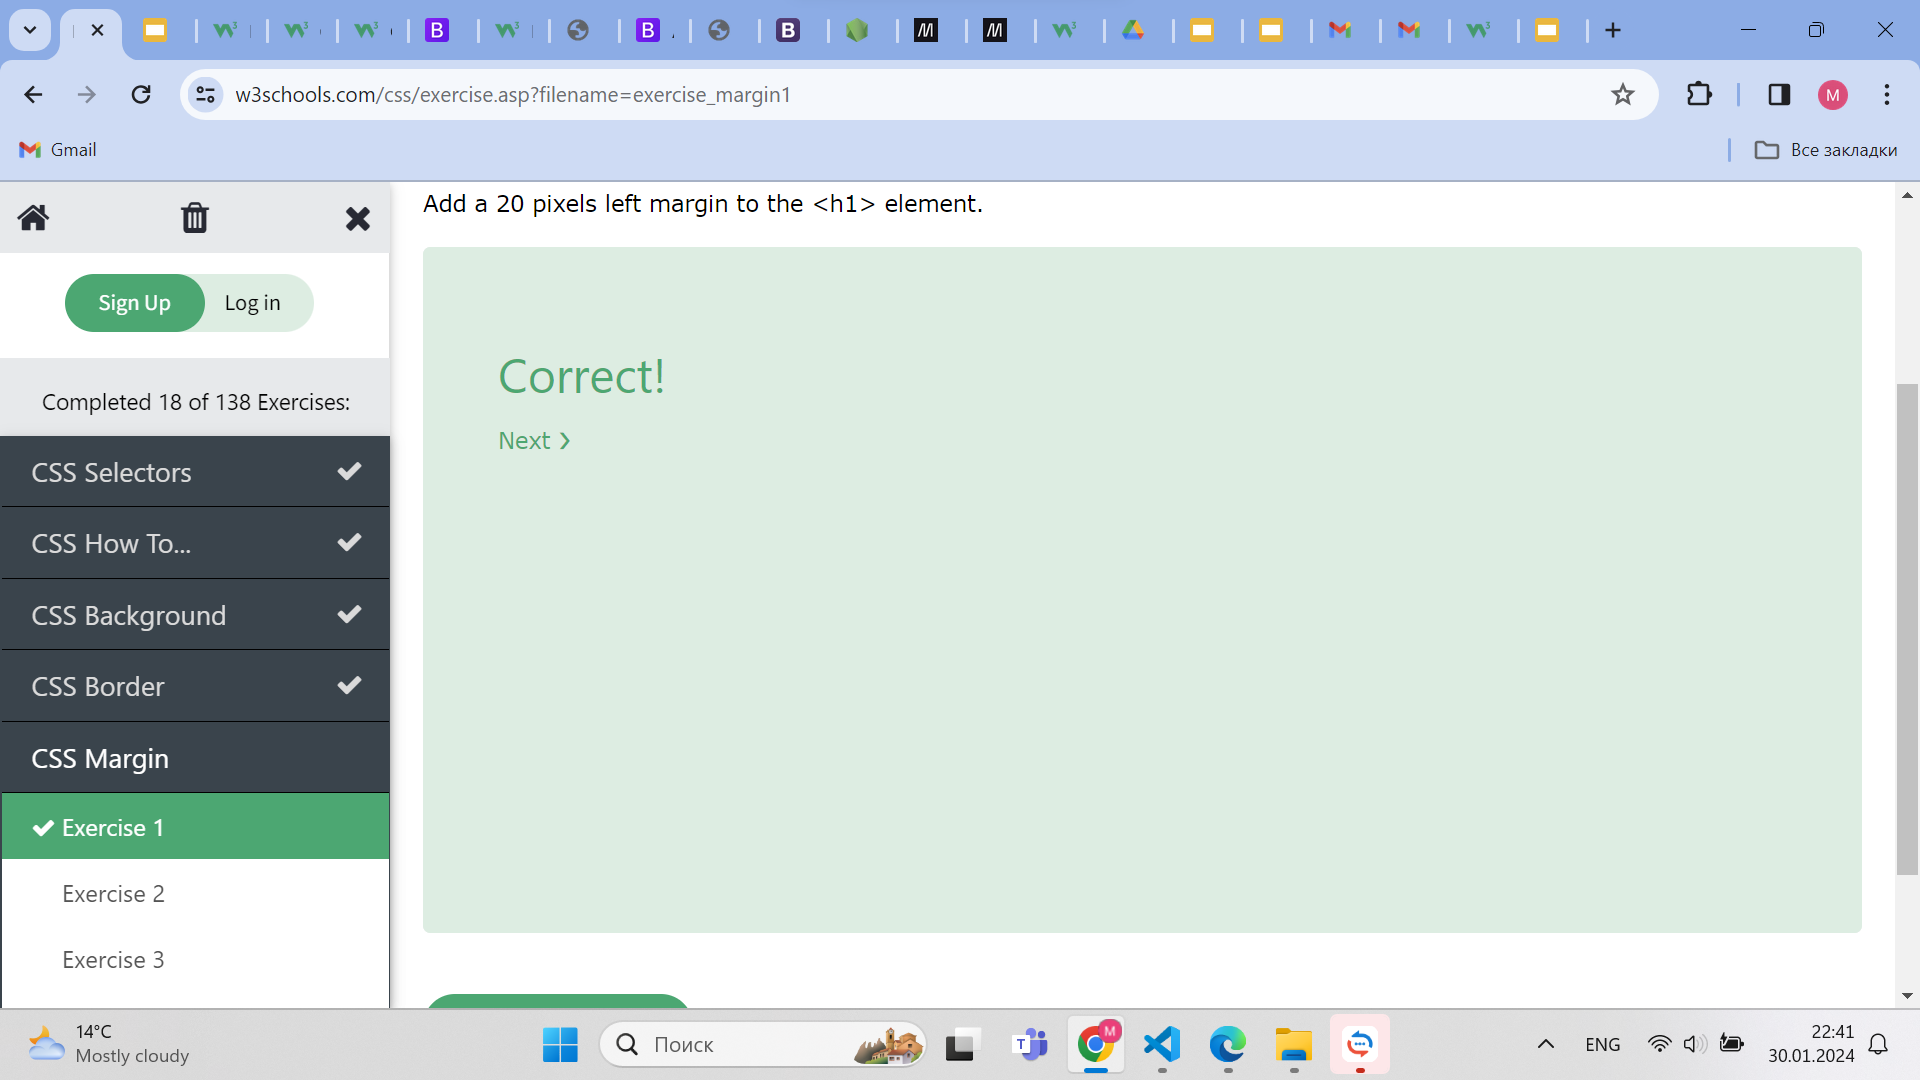 w3schools.com/css/exercise.asp?filename=exercise_margin1
Gmail
Все закладки
Sign Up
Log in
Completed 18 of 138 Exercises:
CSS Selectors
CSS How To...
CSS Background
CSS Border
CSS Margin
Exercise 1
Exercise 2
Exercise 3
Add a 20 pixels left margin to the <h1> element.
Correct!
Next ❯
14°C
Mostly cloudy
Поиск
ENG
22:41
30.01.2024